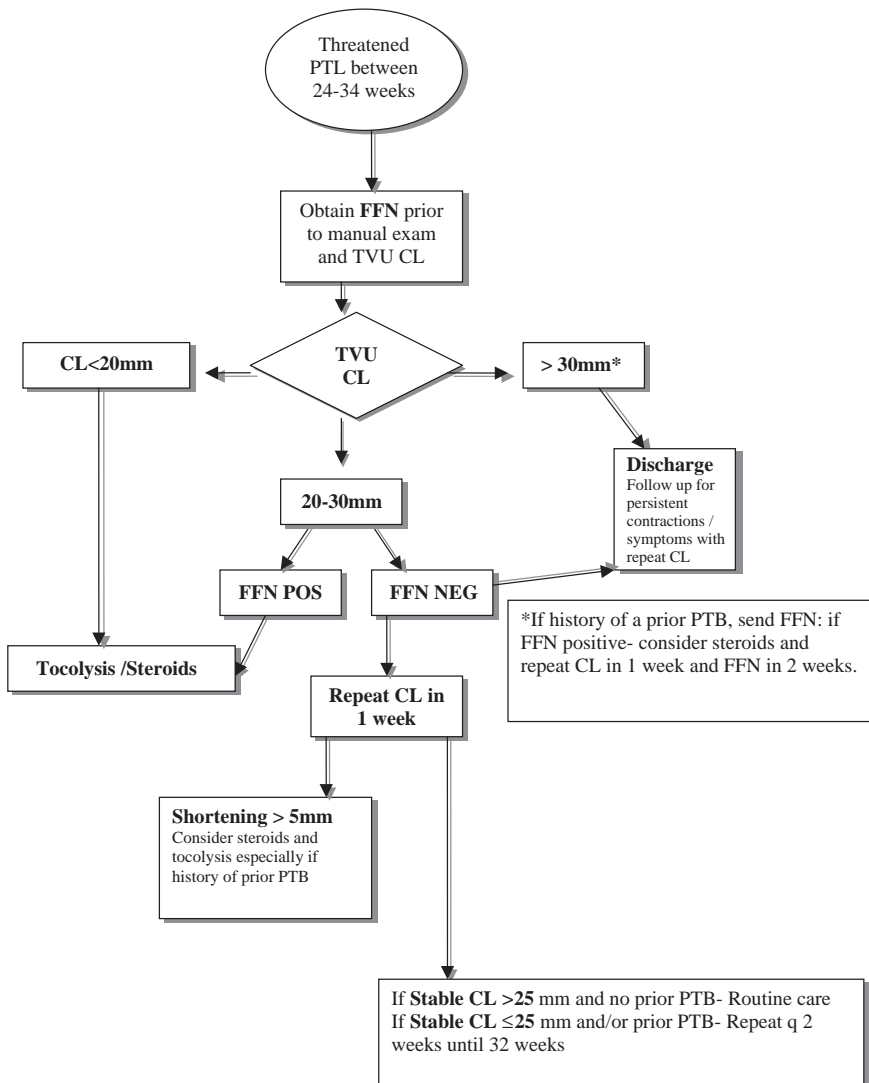 Threatened
PTL between
24-34 weeks
Obtain FFN prior
to manual exam
and TVU CL
CL<20mm
TVU
CL
> 30mm*
Discharge
Follow up for
persistent
contractions /
symptoms with
repeat CL
20-30mm
FFN POS
FFN NEG
*If history of a prior PTB, send FFN: if
FFN positive- consider steroids and
repeat CL in 1 week and FFN in 2 weeks.
Tocolysis /Steroids
Repeat CL in
1 week
Shortening > 5mm
Consider steroids and
tocolysis especially if
history of prior PTB
If Stable CL >25 mm and no prior PTB- Routine care
If Stable CL ≤25 mm and/or prior PTB- Repeat q 2
weeks until 32 weeks